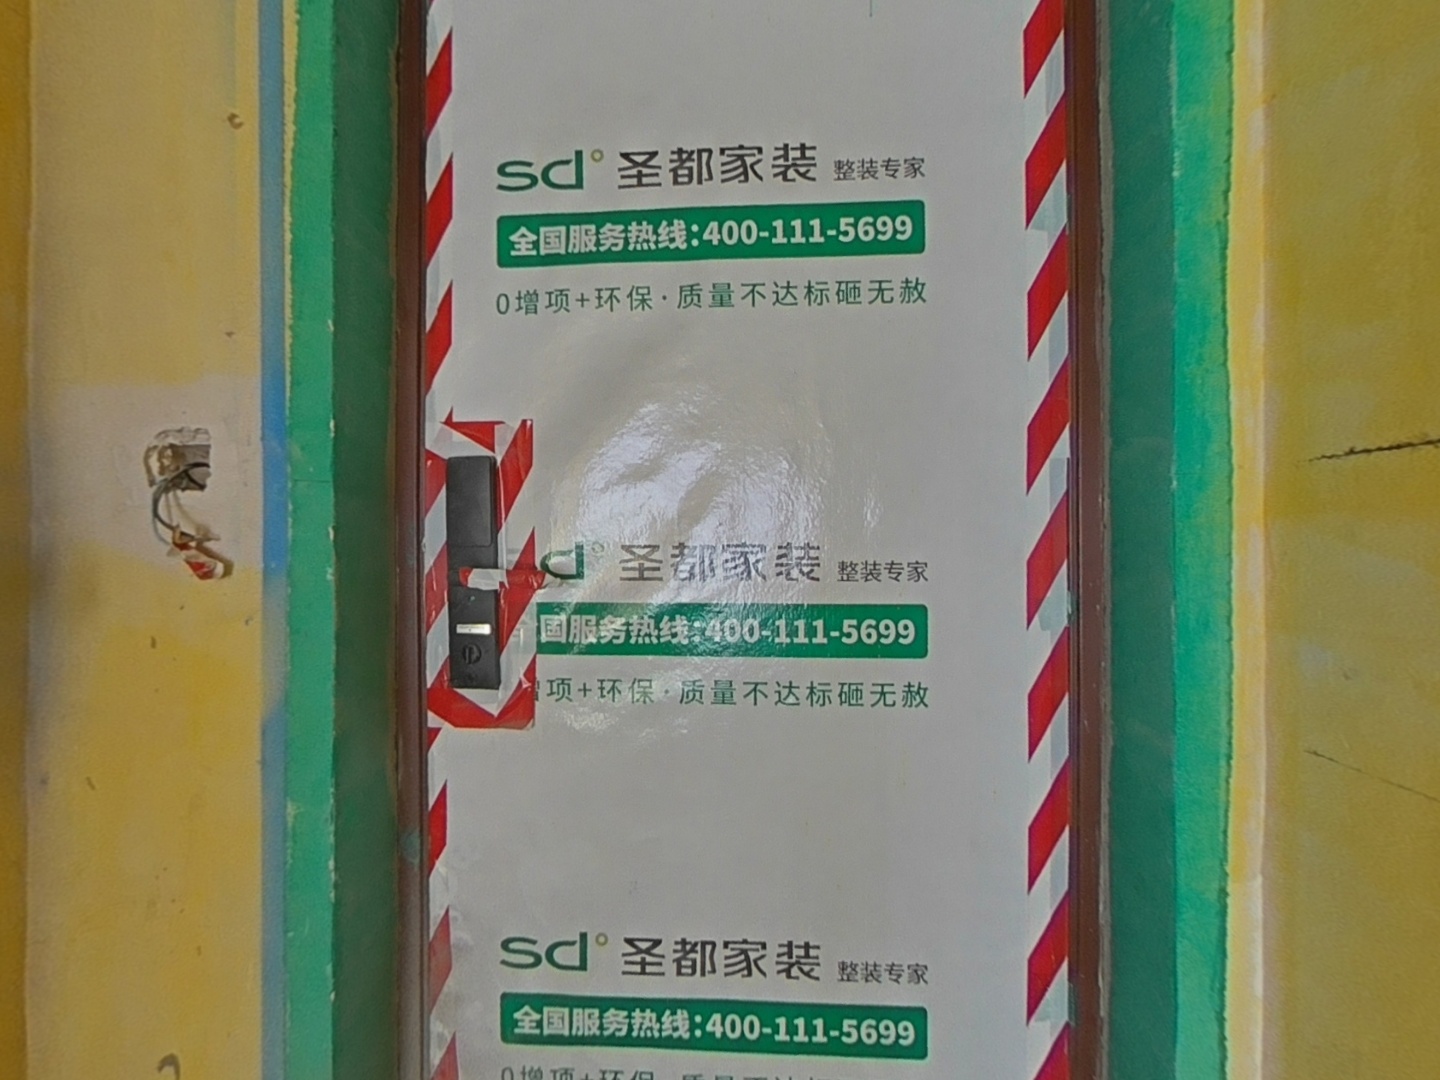 sd 圣都家装 整装专家
全国服务热线:400-111-5699
0增项+环保·质量不达标砸无赦
d 圣都家装 整装专家
国服务热线:400-111-5699
项+环保·质量不达标砸无赦
sd 圣都家装 整装专家
全国服务热线:400-111-5699